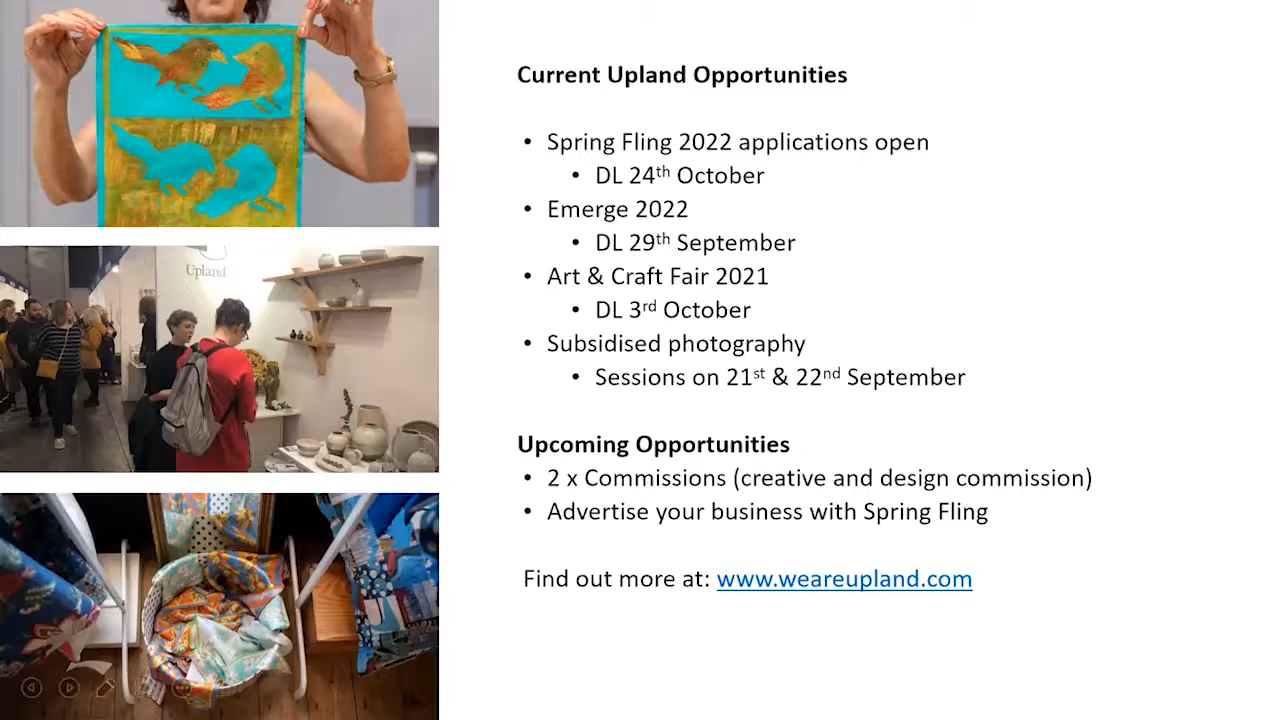 Current Upland Opportunities
• Spring Fling 2022 applications open
• DL 24th October
• Emerge 2022
• DL 29th September
• Art & Craft Fair 2021
• DL 3rd October
• Subsidised photography
• Sessions on 21st & 22nd September
Upcoming Opportunities
• 2 x Commissions (creative and design commission)
• Advertise your business with Spring Fling
Find out more at: www.weareupland.com
Upland